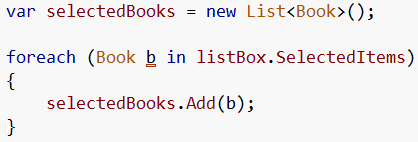 var selectedBooks = new List<Book>();
foreach (Book b in listBox.SelectedItems)
{
    selectedBooks.Add(b);
}